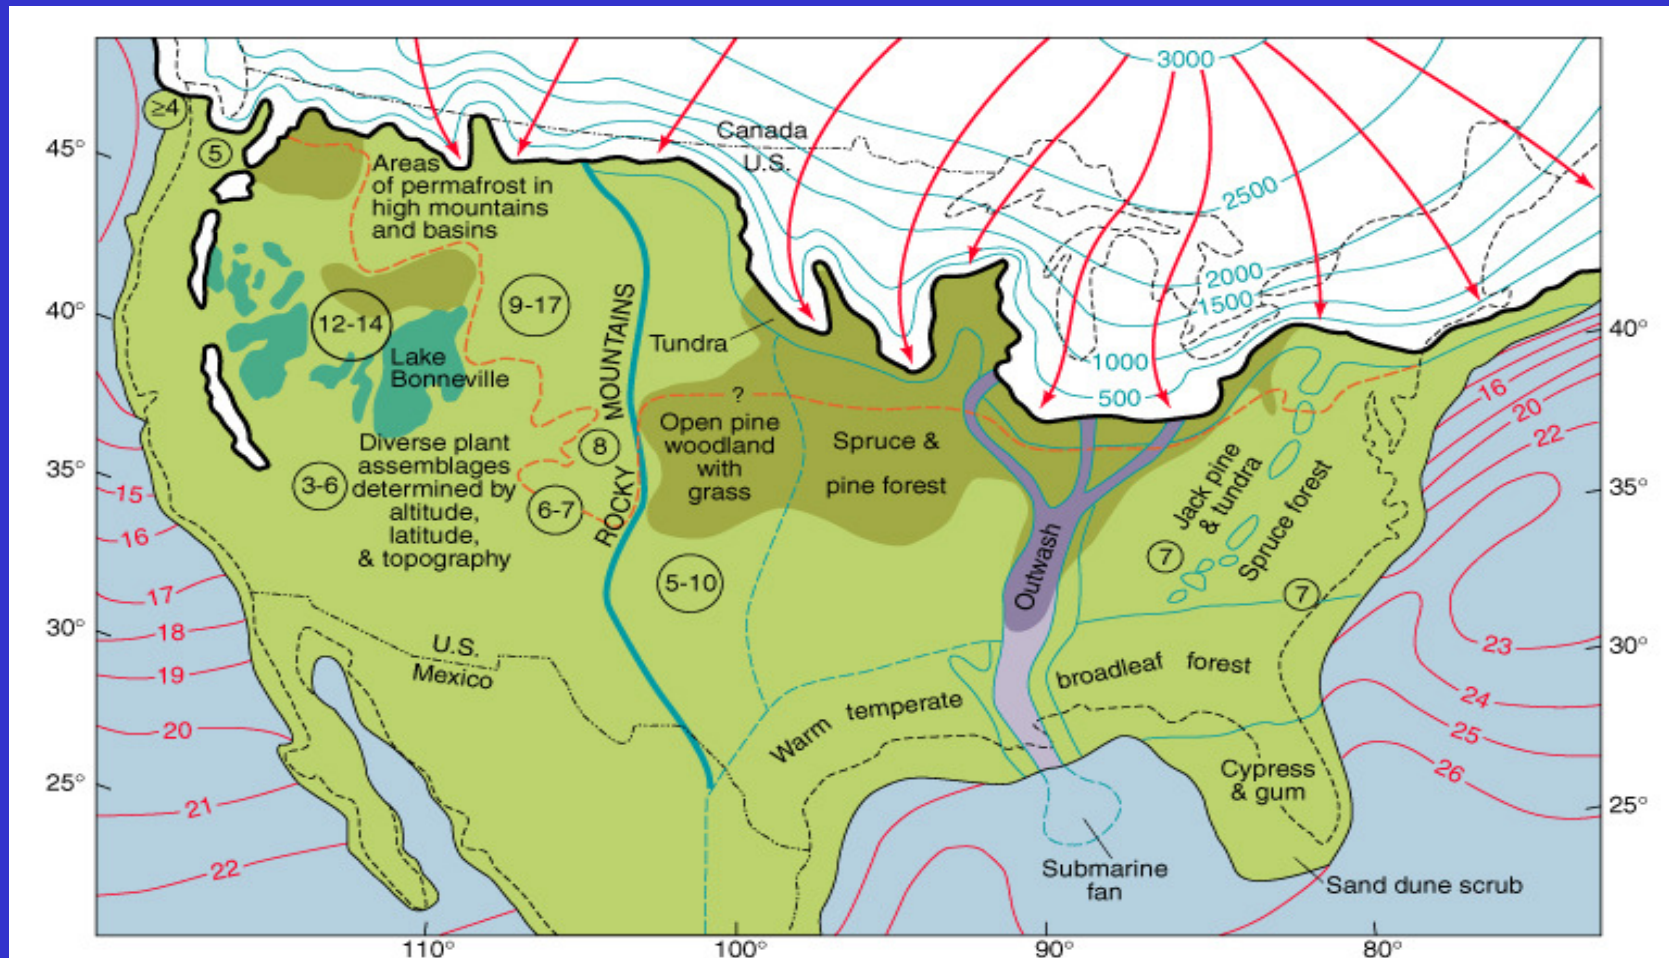 3000
Canada
U.S.
2500
2000
1500
1000
500
≥4
5
45°
40°
35°
30°
25°
Areas
of permafrost in
high mountains
and basins
9-17
12-14
Lake
Bonneville
ROCKY MOUNTAINS
Tundra
?
Open pine
woodland
with
grass
Spruce &
pine forest
8
Diverse plant
assemblages
determined by
altitude,
latitude,
& topography
3-6
6-7
5-10
Outwash
Jack pine
& tundra
Spruce forest
7
7
U.S.
Mexico
Warm temperate broadleaf forest
Cypress
& gum
Submarine
fan
Sand dune scrub
15
16
17
18
19
20
21
22
40°
35°
30°
25°
16
20
22
23
24
25
26
110°
100°
90°
80°